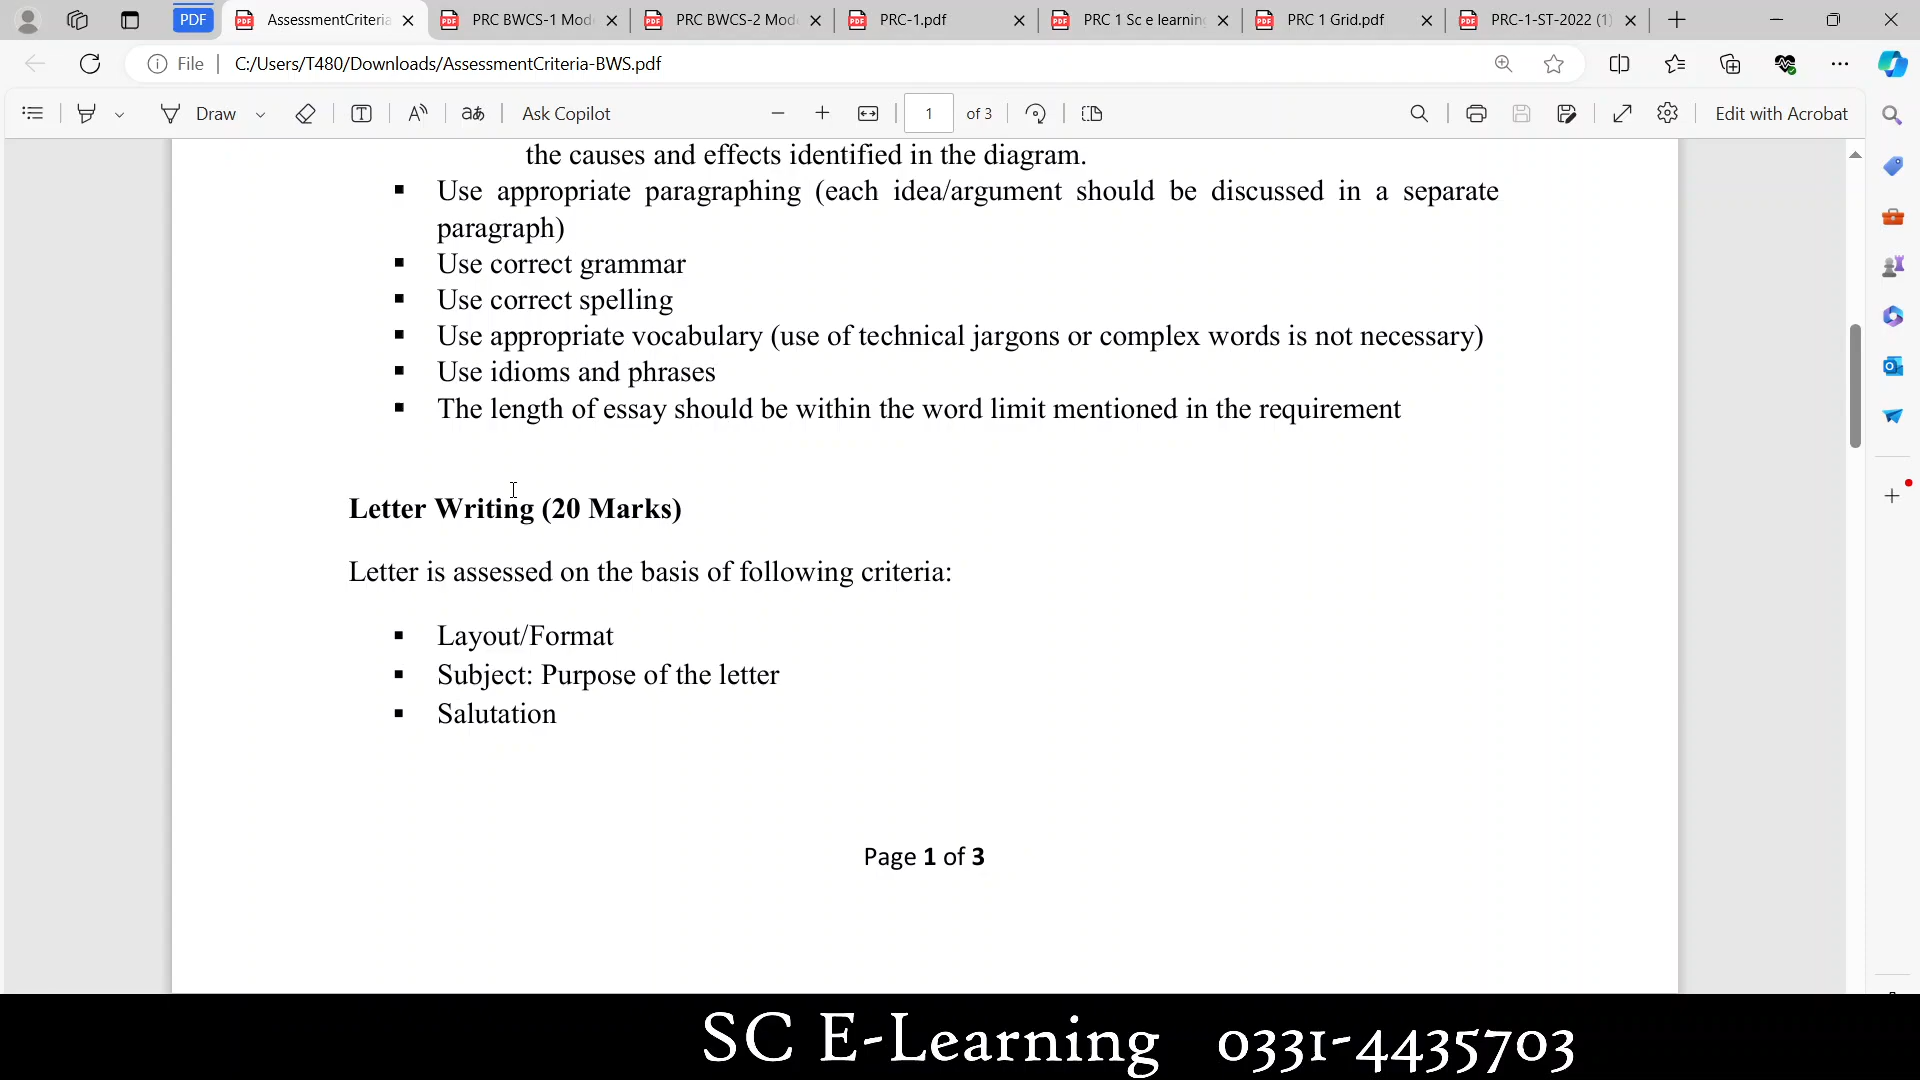 PDF
AssessmentCriteria
PRC BWCS-1 Mod
PRC BWCS-2 Mod
PRC-1.pdf
PRC 1 Sc e learning
PRC 1 Grid.pdf
PRC-1-ST-2022 (1)
File
C:/Users/T480/Downloads/AssessmentCriteria-BWS.pdf
Draw
Ask Copilot
1 of 3
Edit with Acrobat
the causes and effects identified in the diagram.
Use appropriate paragraphing (each idea/argument should be discussed in a separate
paragraph)
Use correct grammar
Use correct spelling
Use appropriate vocabulary (use of technical jargons or complex words is not necessary)
Use idioms and phrases
The length of essay should be within the word limit mentioned in the requirement
Letter Writing (20 Marks)
Letter is assessed on the basis of following criteria:
Layout/Format
Subject: Purpose of the letter
Salutation
Page 1 of 3
SC E-Learning 0331-4435703